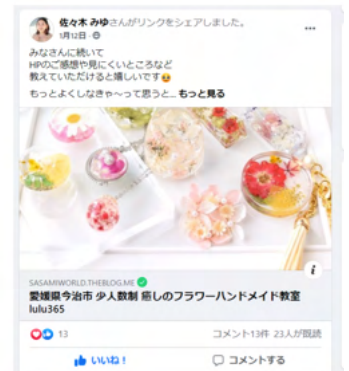 佐々木 みゆさんがリンクをシェアしました。
1月12日
みなさんに続いて
HPのご感想や見にくいところなど
教えていただけると嬉しいです🥹
もっとよくしなきゃ〜って思うと... もっと見る
SASAMIWORLD.THEBLOG.ME
愛媛県今治市 少人数制 癒しのフラワーハンドメイド教室
lulu365
13
コメント13件 23人が既読
いいね！
コメントする